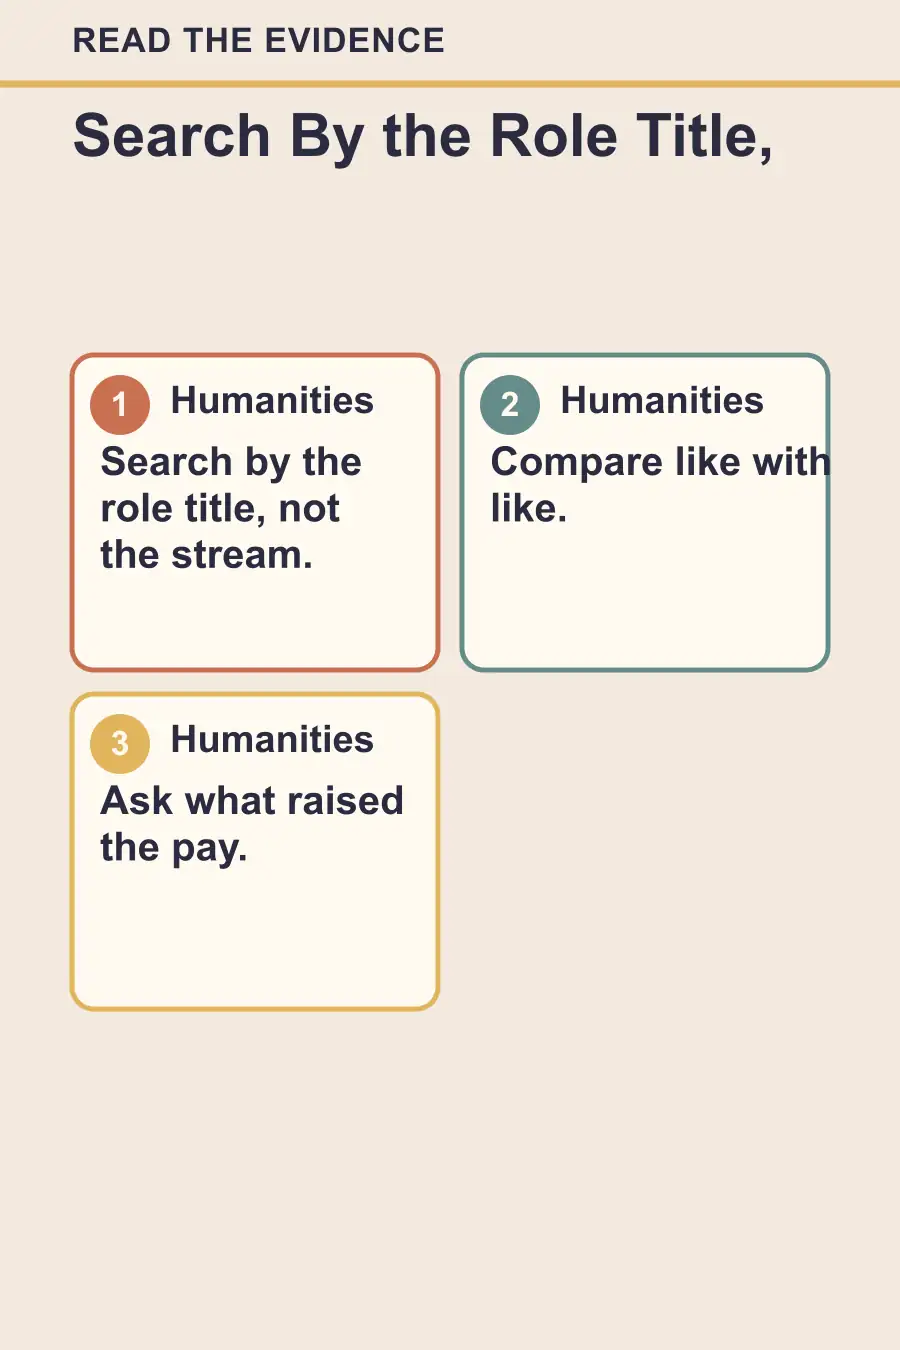 READ THE EVIDENCE
Search By the Role Title,
1 Humanities
Search by the
role title, not
the stream.
2 Humanities
Compare like with
like.
3 Humanities
Ask what raised
the pay.